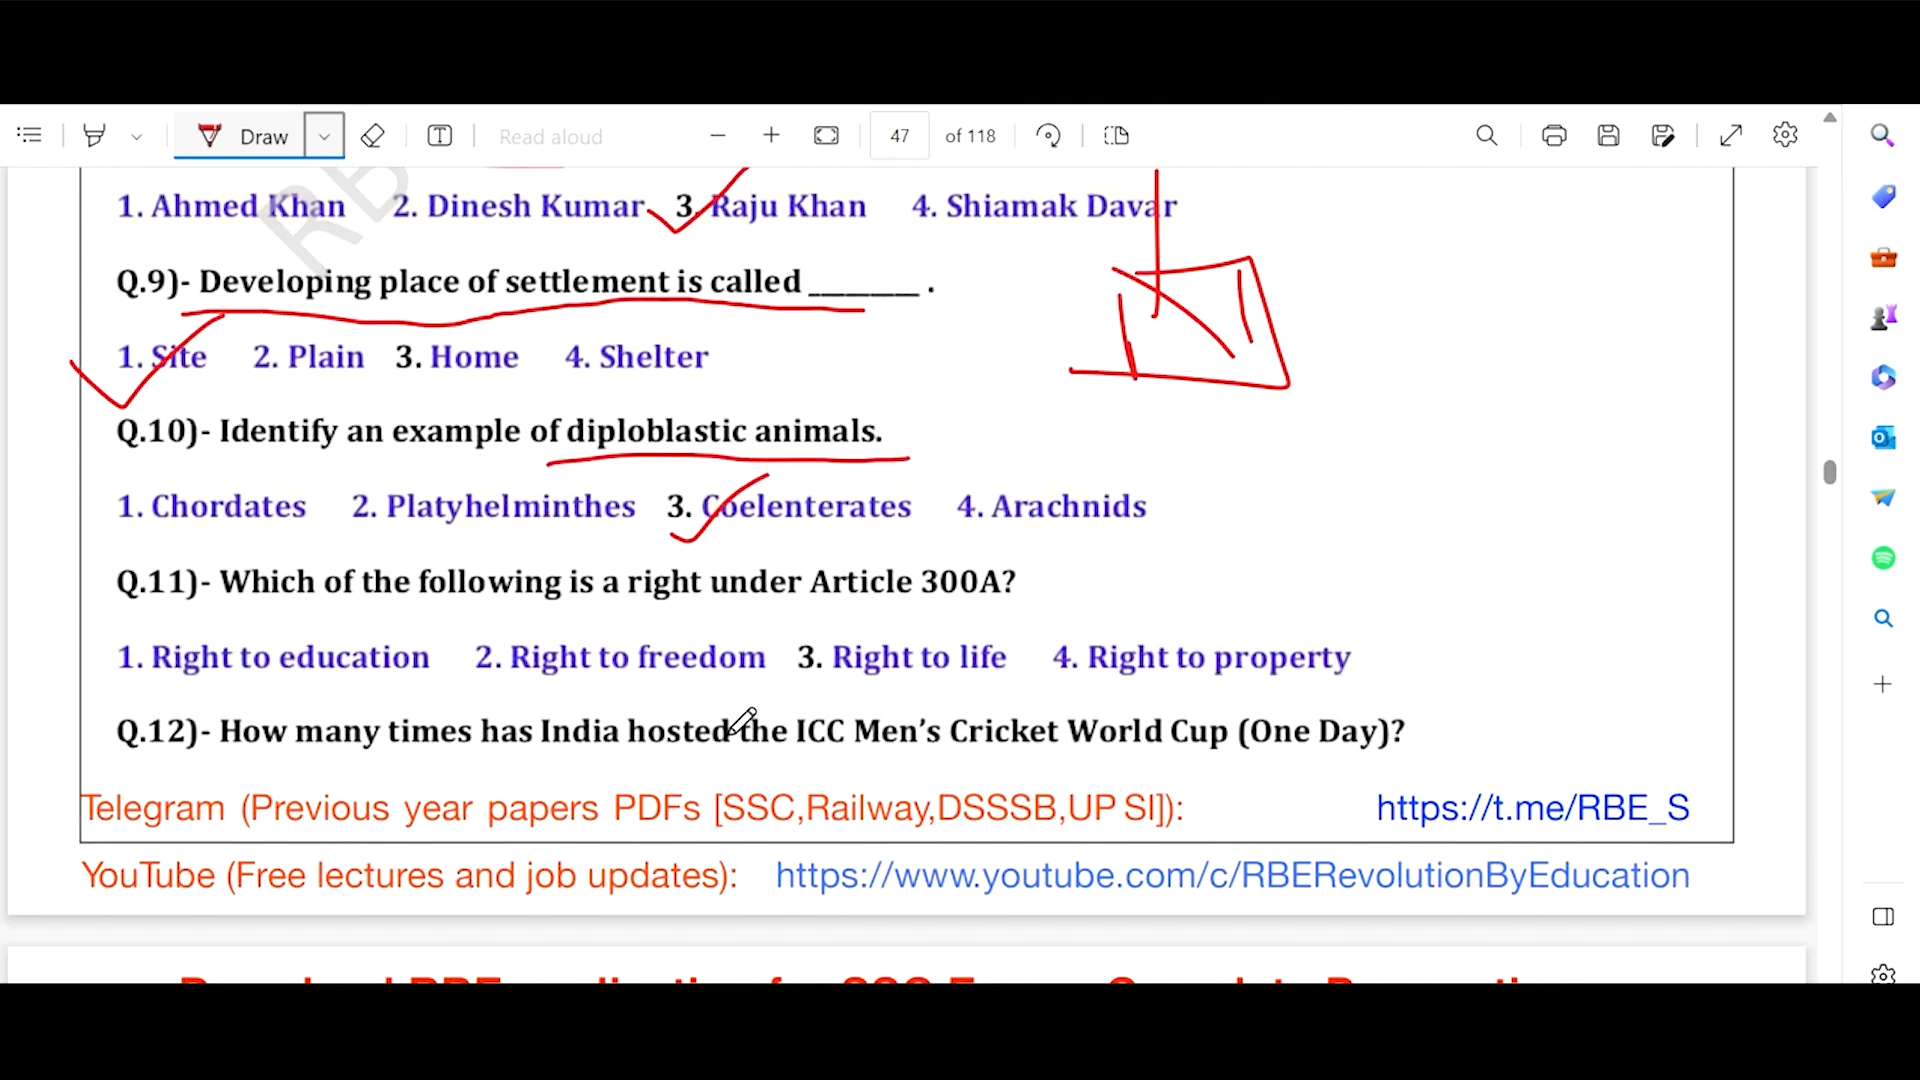 Draw
Read aloud
47 of 118
1. Ahmed Khan 2. Dinesh Kumar 3. Raju Khan 4. Shiamak Davar
Q.9)- Developing place of settlement is called ________ .
1. Site 2. Plain 3. Home 4. Shelter
Q.10)- Identify an example of diploblastic animals.
1. Chordates 2. Platyhelminthes 3. Coelenterates 4. Arachnids
Q.11)- Which of the following is a right under Article 300A?
1. Right to education 2. Right to freedom 3. Right to life 4. Right to property
Q.12)- How many times has India hosted the ICC Men's Cricket World Cup (One Day)?
Telegram (Previous year papers PDFs [SSC,Railway,DSSSB,UP SI]): https://t.me/RBE_S
YouTube (Free lectures and job updates): https://www.youtube.com/c/RBERevolutionByEducation